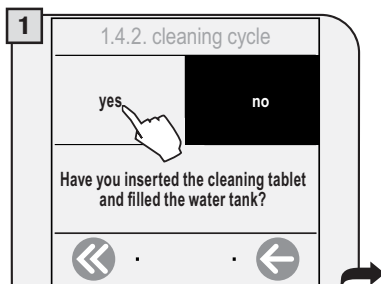 1
1.4.2. cleaning cycle
yes no
Have you inserted the cleaning tablet
and filled the water tank?